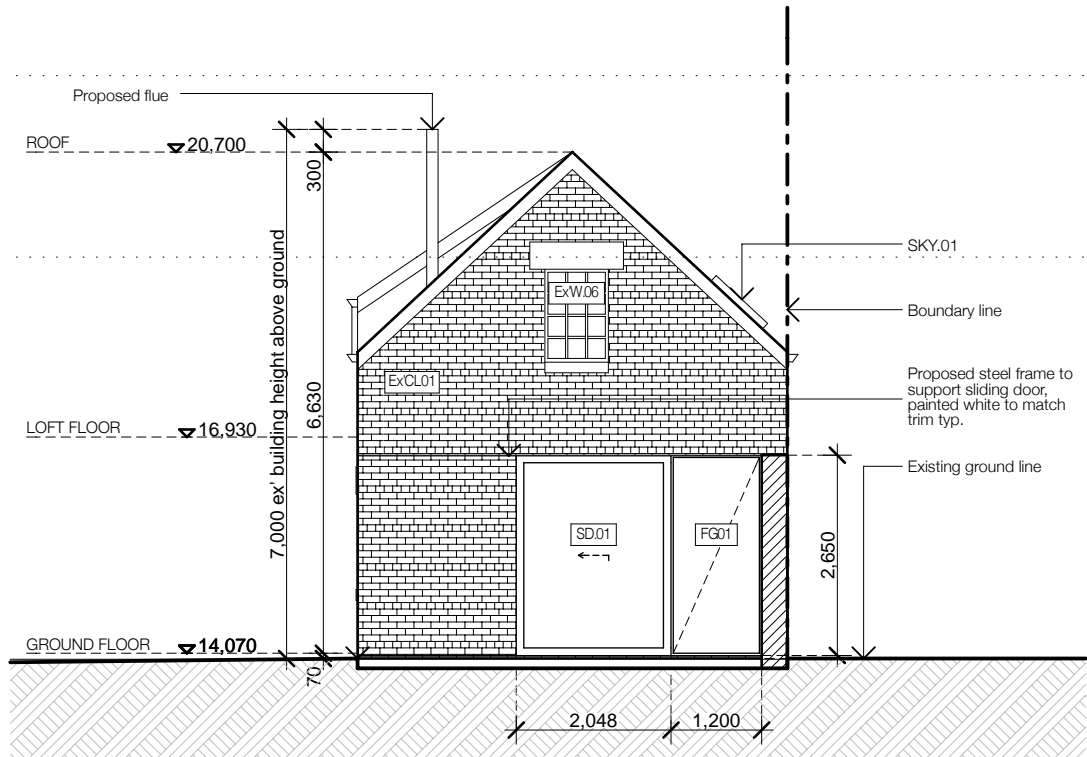 Proposed flue
ROOF
20,700
300
7,000 ex' building height above ground
6,630
SKY.01
ExW.06
Boundary line
Ex'CL01
Proposed steel frame to
support sliding door,
painted white to match
trim typ.
LOFT FLOOR
16,930
Existing ground line
SD.01
FG01
2,650
GROUND FLOOR
14,070
70
2,048
1,200